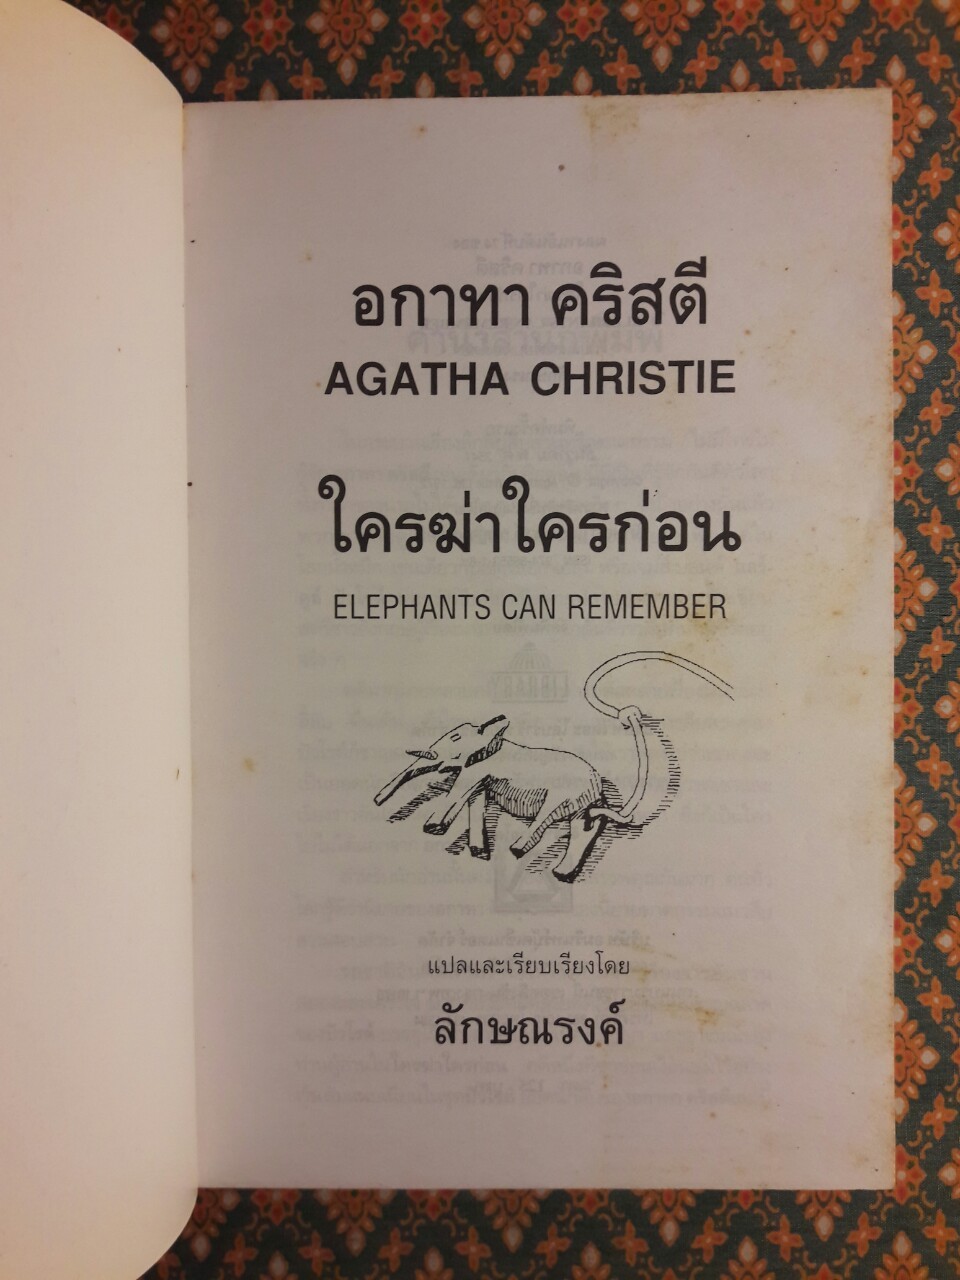 อกาทา คริสตี
AGATHA CHRISTIE
ใครฆ่าใครก่อน
ELEPHANTS CAN REMEMBER
แปลและเรียบเรียงโดย
ลักษณรงค์